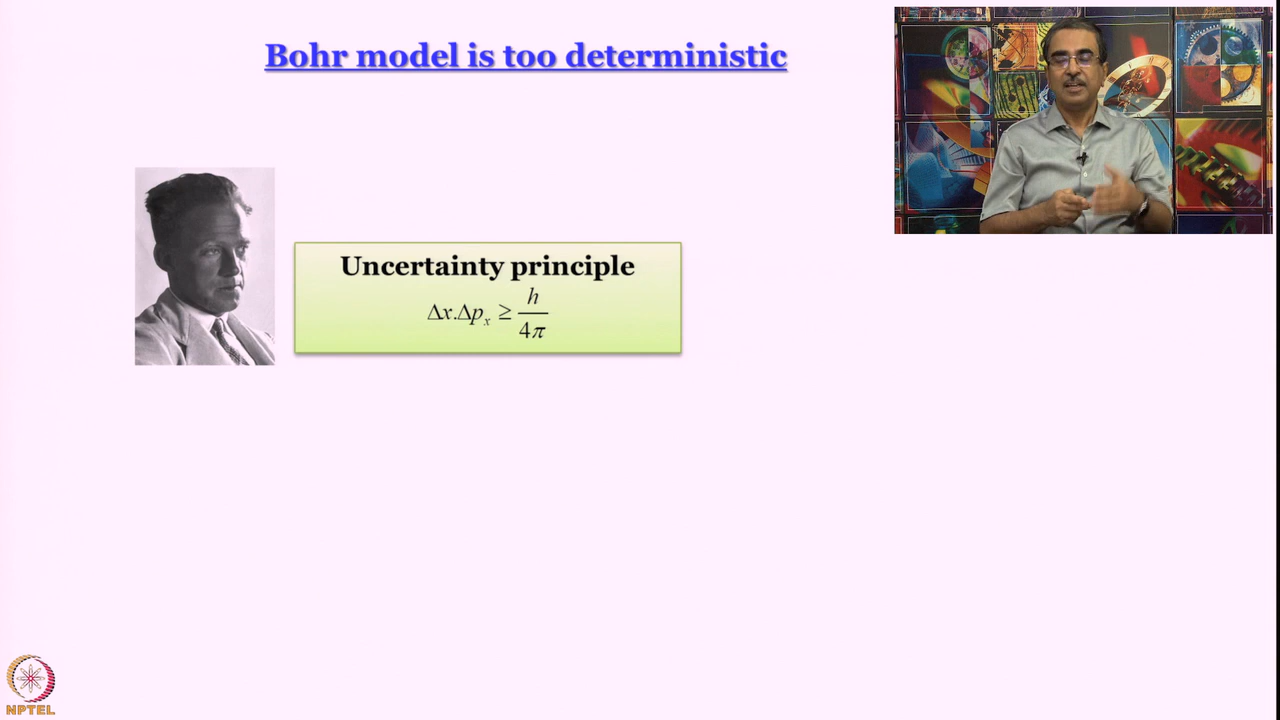 Bohr model is too deterministic
Uncertainty principle
Δx.Δpₓ ≥ h/4π
NPTEL